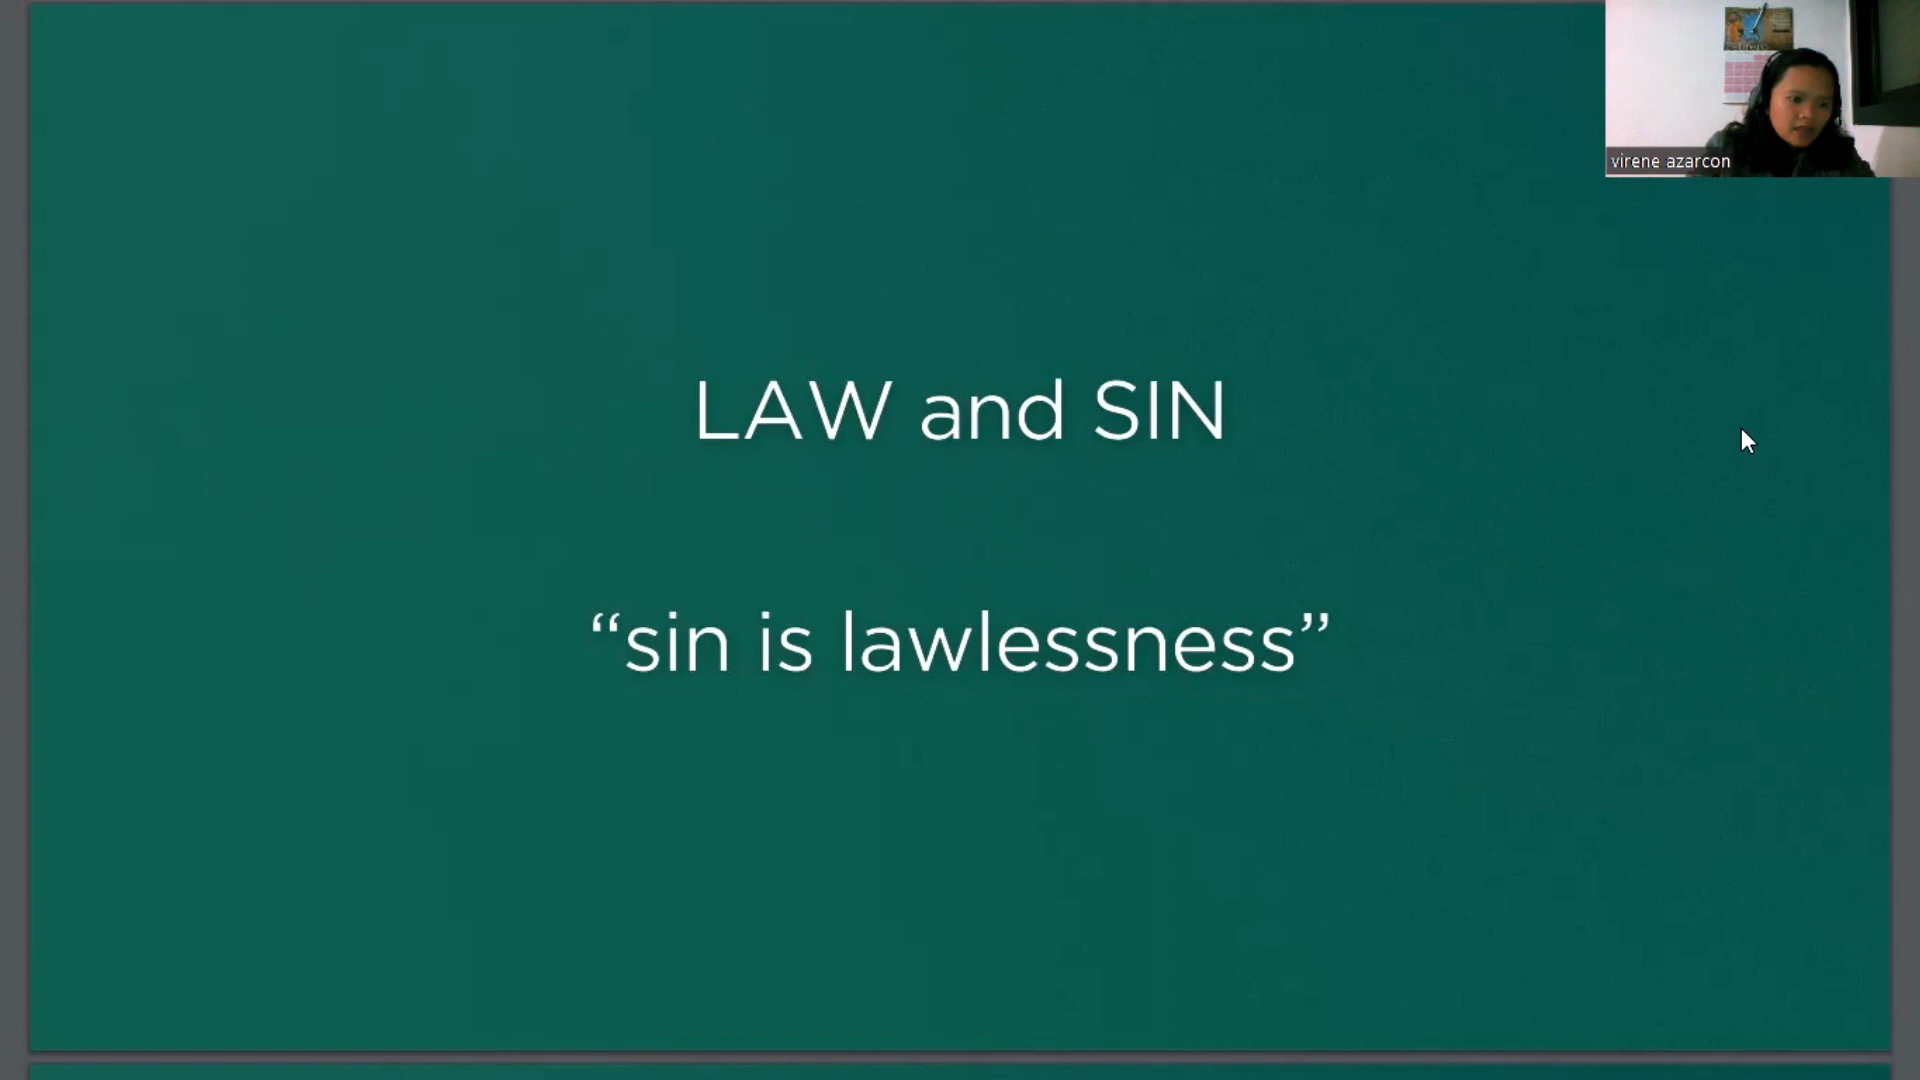 LAW and SIN
“sin is lawlessness”
virene azarcon